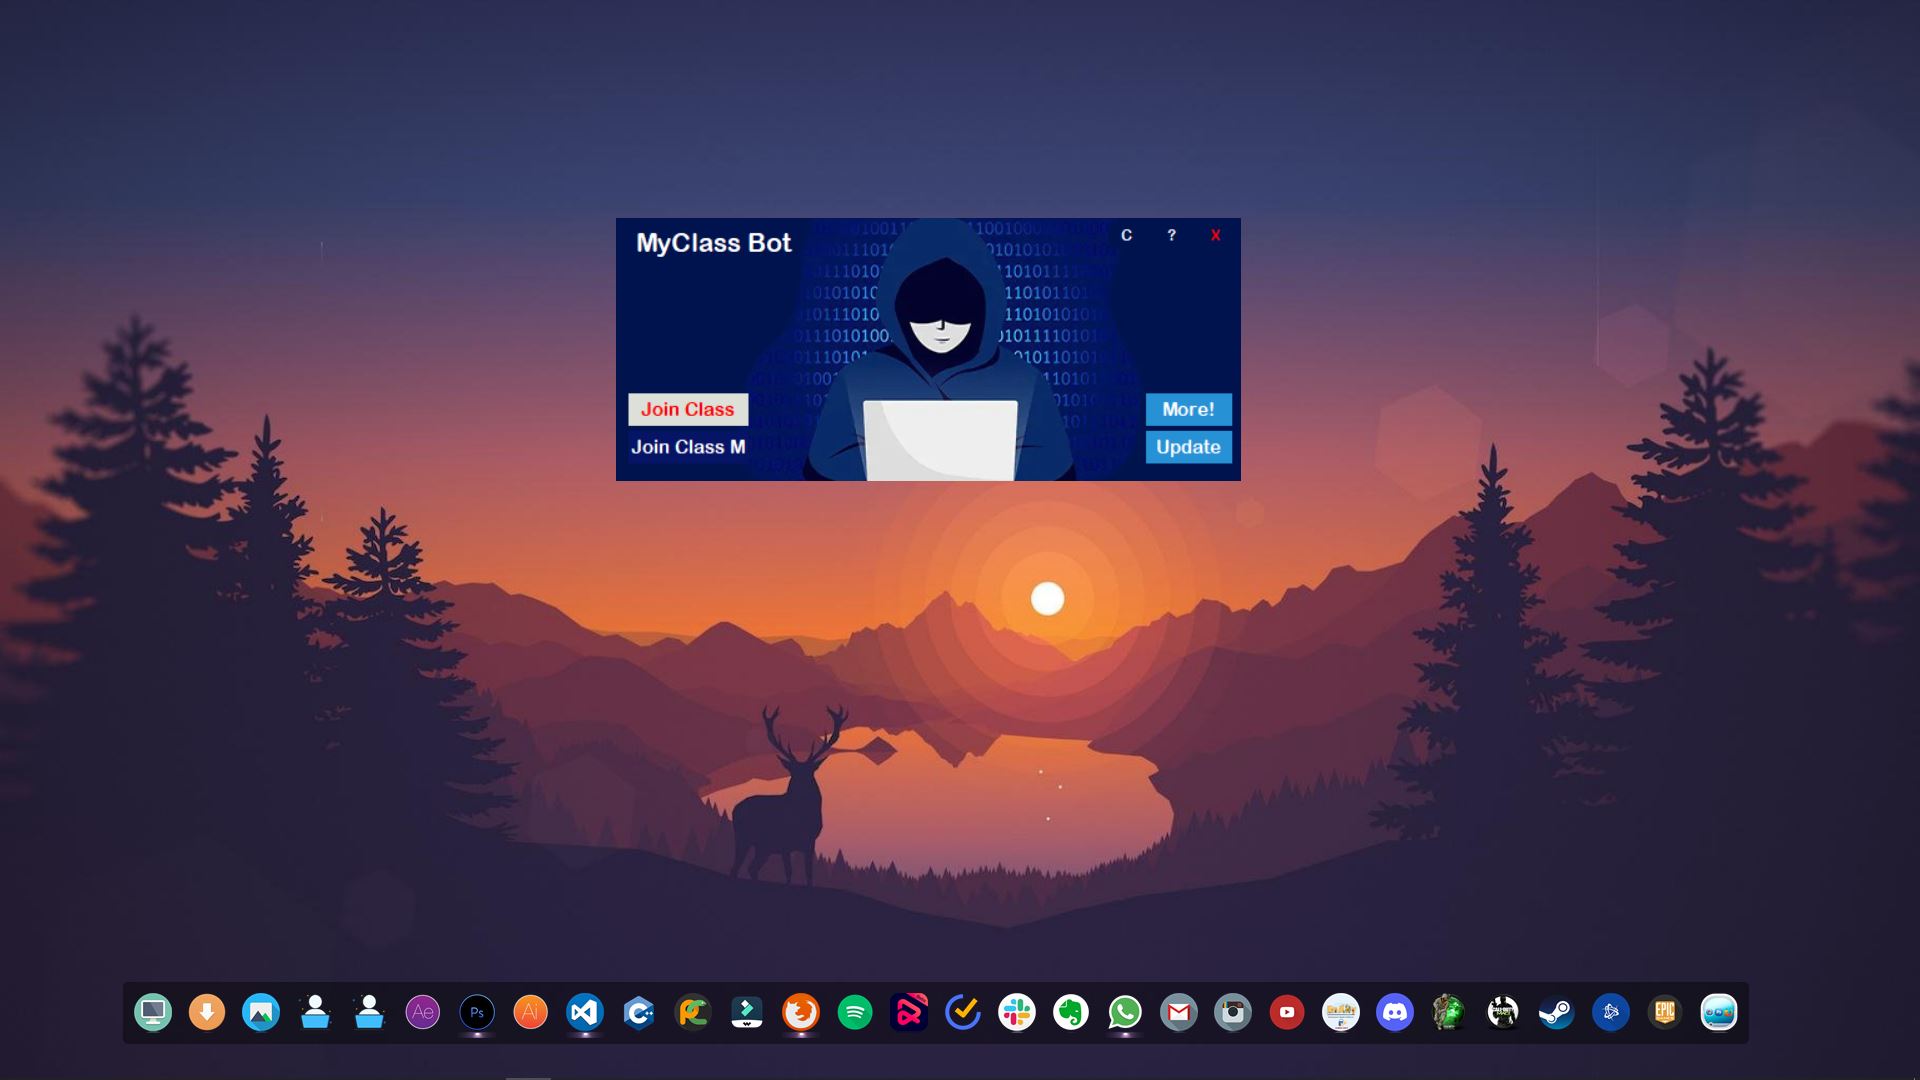 MyClass Bot
C ? X
Join Class
More!
Join Class M
Update
Ae
Ps
Ai
EPIC